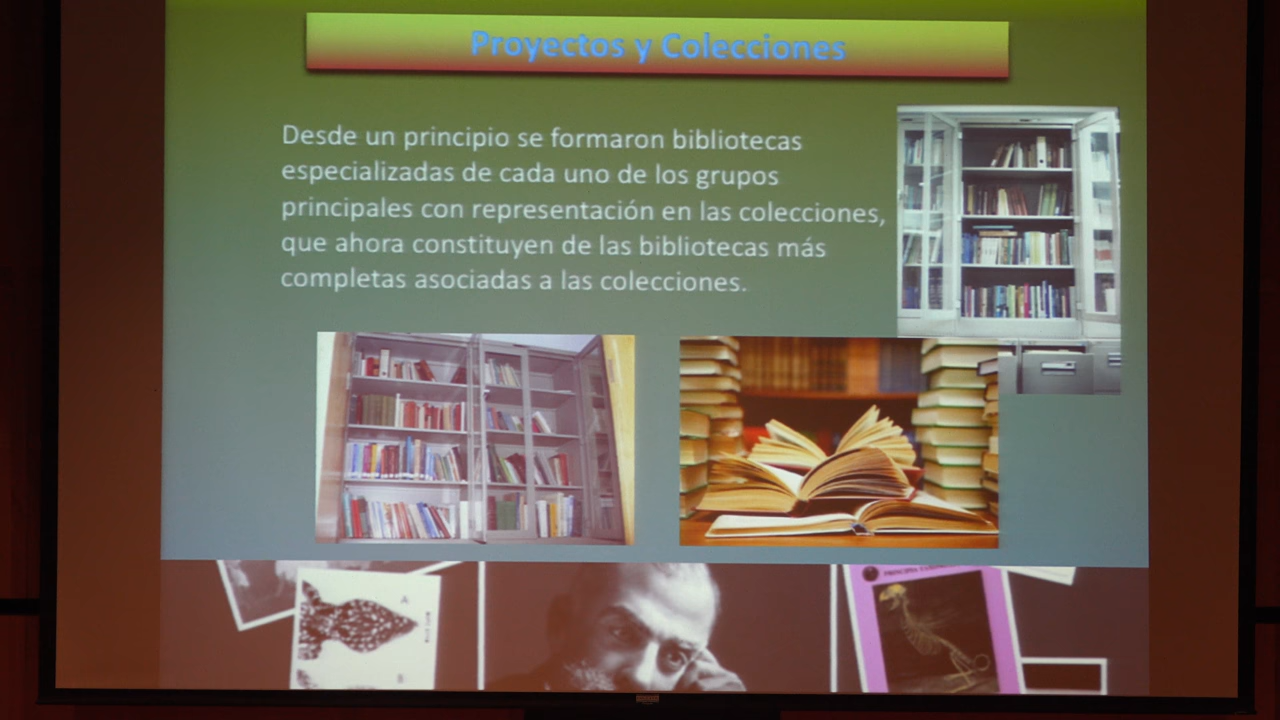 Proyectos y Colecciones
Desde un principio se formaron bibliotecas
especializadas de cada uno de los grupos
principales con representación en las colecciones,
que ahora constituyen de las bibliotecas más
completas asociadas a las colecciones.
A
B